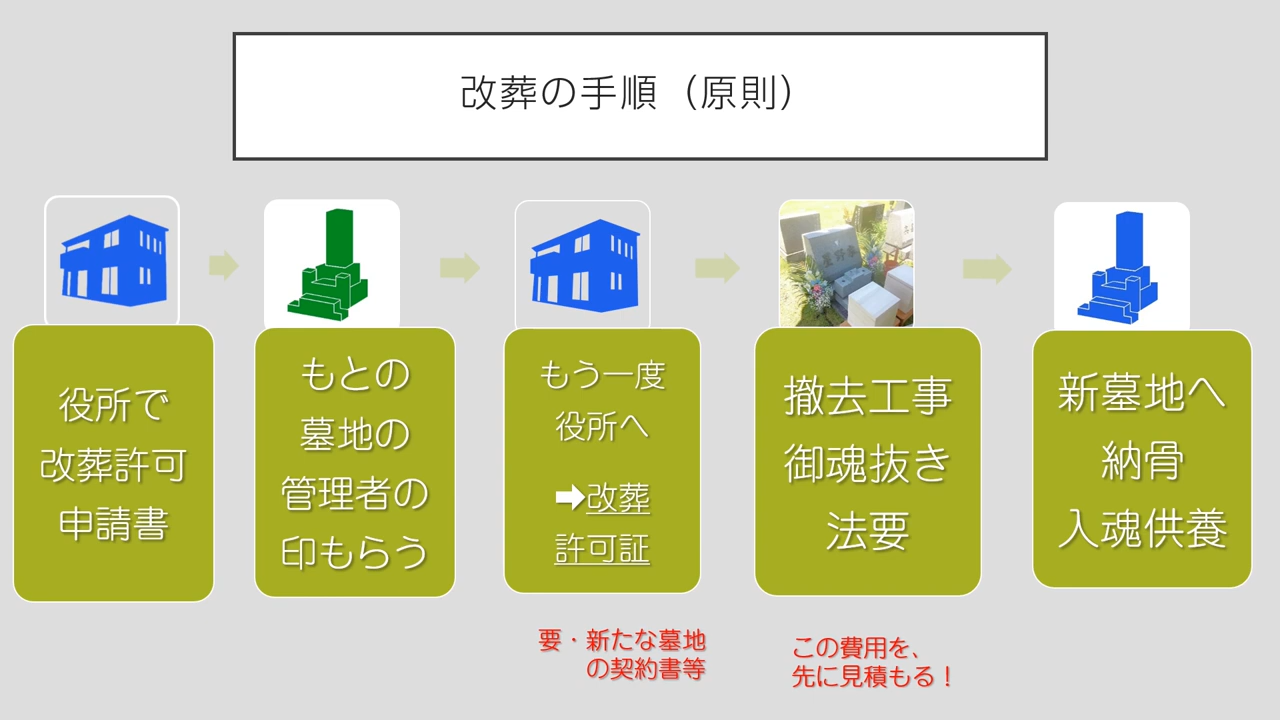 改葬の手順（原則）
役所で
改葬許可
申請書
もとの
墓地の
管理者の
印もらう
もう一度
役所へ
➡改葬
許可証
撤去工事
御魂抜き
法要
新墓地へ
納骨
入魂供養
要・新たな墓地
の契約書等
この費用を、
先に見積もる！